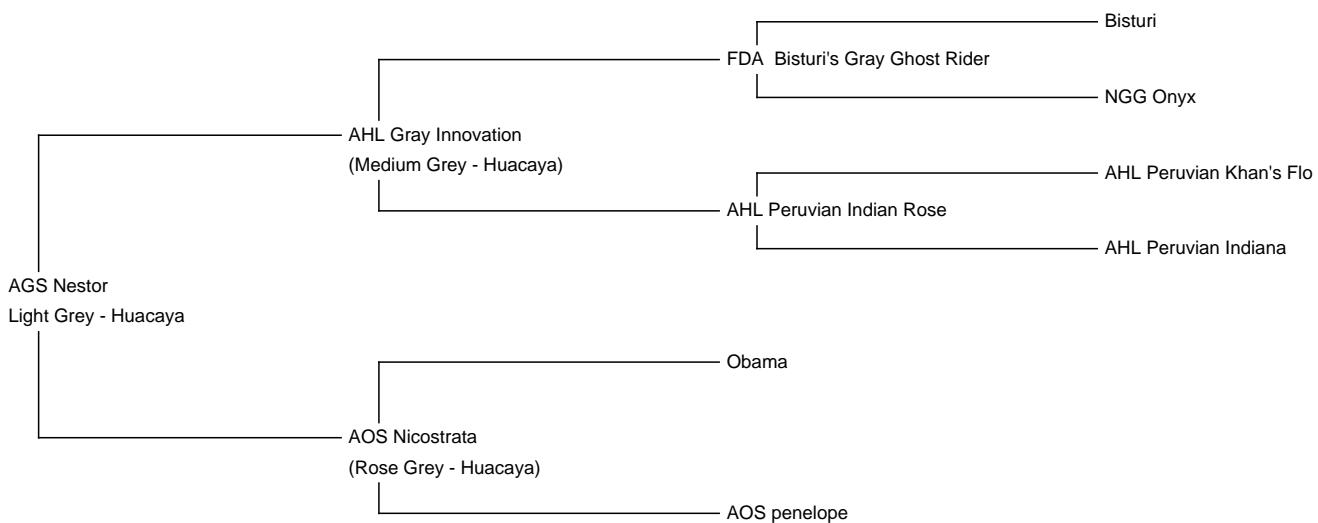 Bisturi
FDA  Bisturi's Gray Ghost Rider
NGG Onyx
AHL Gray Innovation
(Medium Grey - Huacaya)
AHL Peruvian Khan's Flo
AHL Peruvian Indian Rose
AHL Peruvian Indiana
AGS Nestor
Light Grey - Huacaya
Obama
AOS Nicostrata
(Rose Grey - Huacaya)
AOS penelope